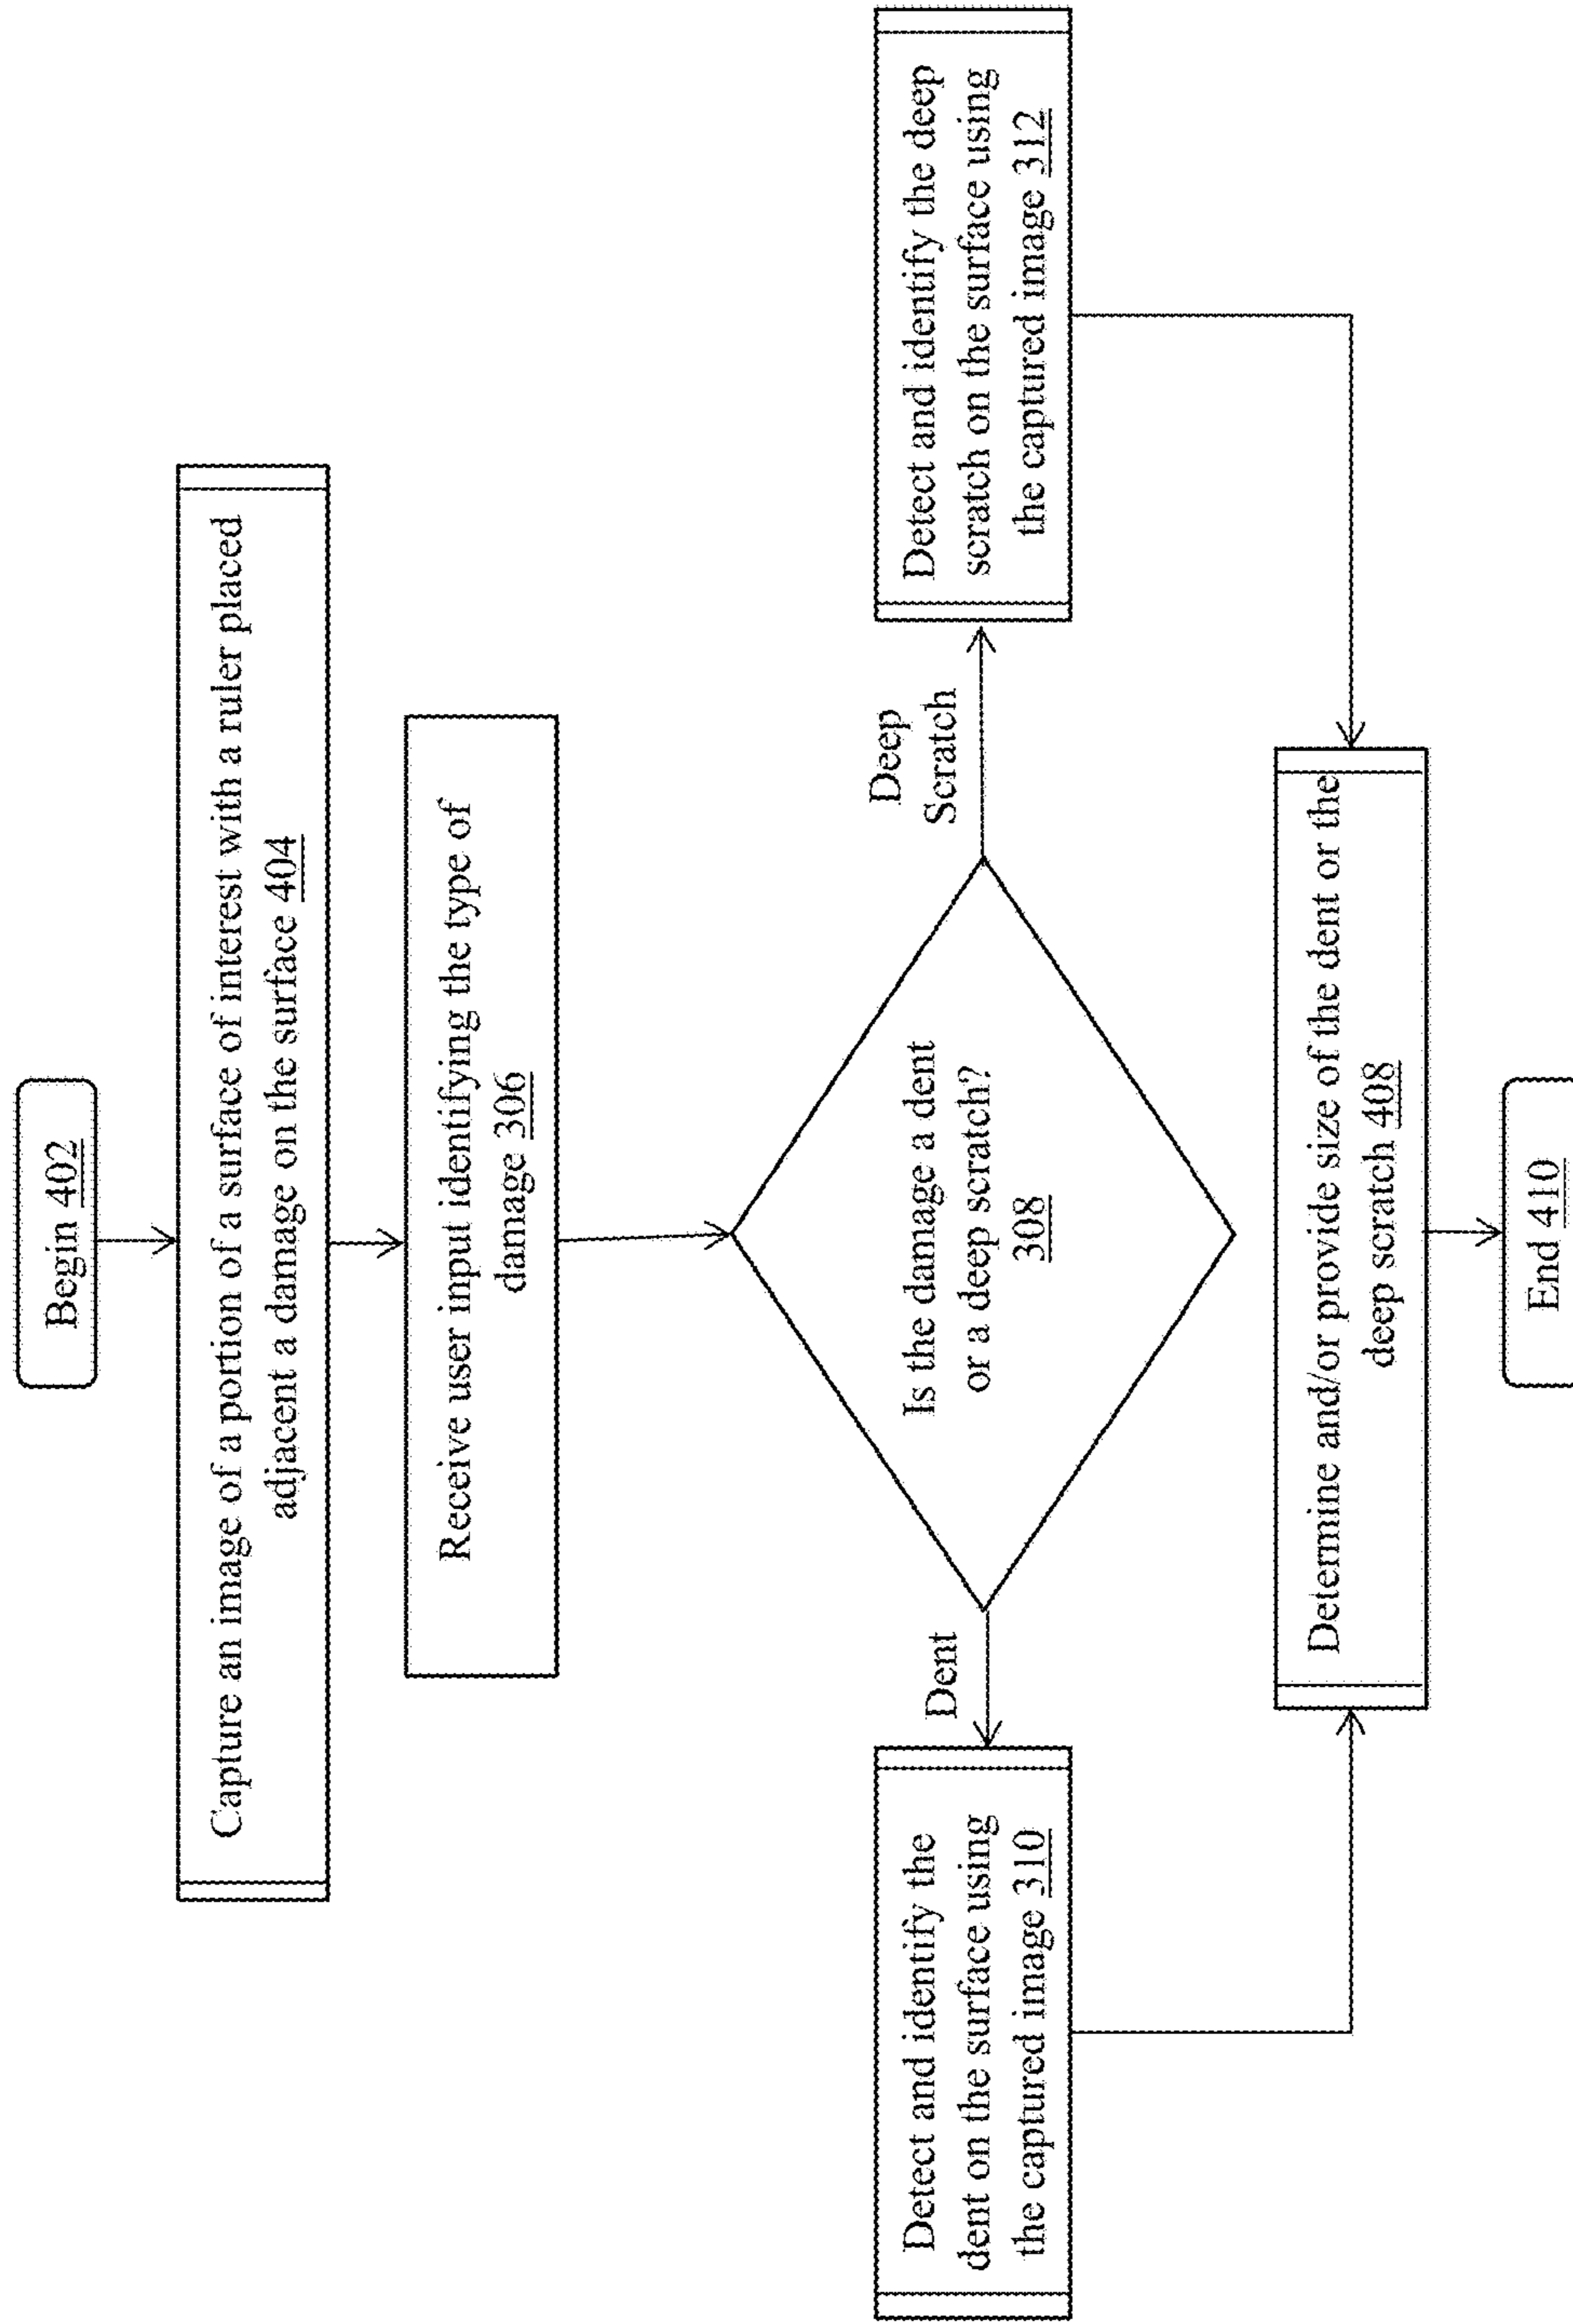 Begin 402
Capture an image of a portion of a surface of interest with a ruler placed
adjacent a damage on the surface 404
Receive user input identifying the type of
damage 306
Is the damage a dent
or a deep scratch?
308
Dent
Deep
Scratch
Detect and identify the
dent on the surface using
the captured image 310
Detect and identify the deep
scratch on the surface using
the captured image 312
Determine and/or provide size of the dent or the
deep scratch 408
End 410